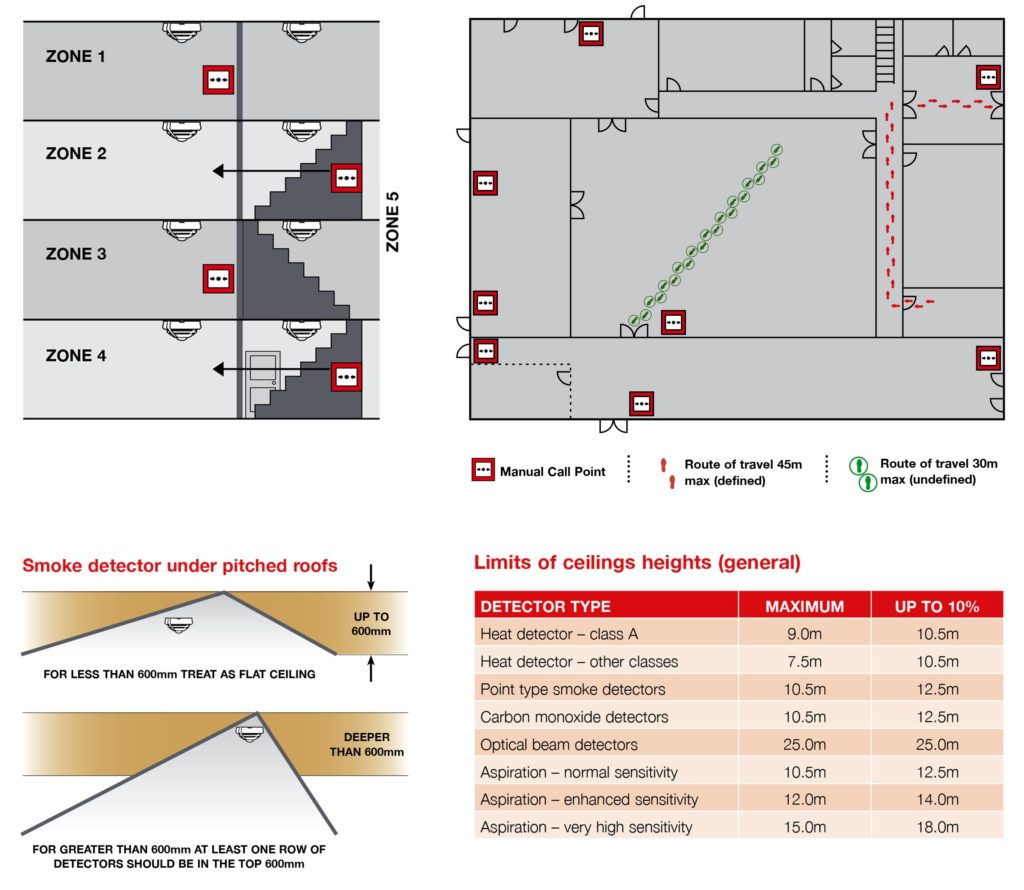 ZONE 1
ZONE 2
ZONE 3
ZONE 4
ZONE 5
Manual Call Point
Route of travel 45m
max (defined)
Route of travel 30m
max (undefined)
Smoke detector under pitched roofs
UP TO
600mm
FOR LESS THAN 600mm TREAT AS FLAT CEILING
DEEPER
THAN 600mm
FOR GREATER THAN 600mm AT LEAST ONE ROW OF
DETECTORS SHOULD BE IN THE TOP 600mm
Limits of ceilings heights (general)
DETECTOR TYPE MAXIMUM UP TO 10%
Heat detector – class A 9.0m 10.5m
Heat detector – other classes 7.5m 10.5m
Point type smoke detectors 10.5m 12.5m
Carbon monoxide detectors 10.5m 12.5m
Optical beam detectors 25.0m 25.0m
Aspiration – normal sensitivity 10.5m 12.5m
Aspiration – enhanced sensitivity 12.0m 14.0m
Aspiration – very high sensitivity 15.0m 18.0m